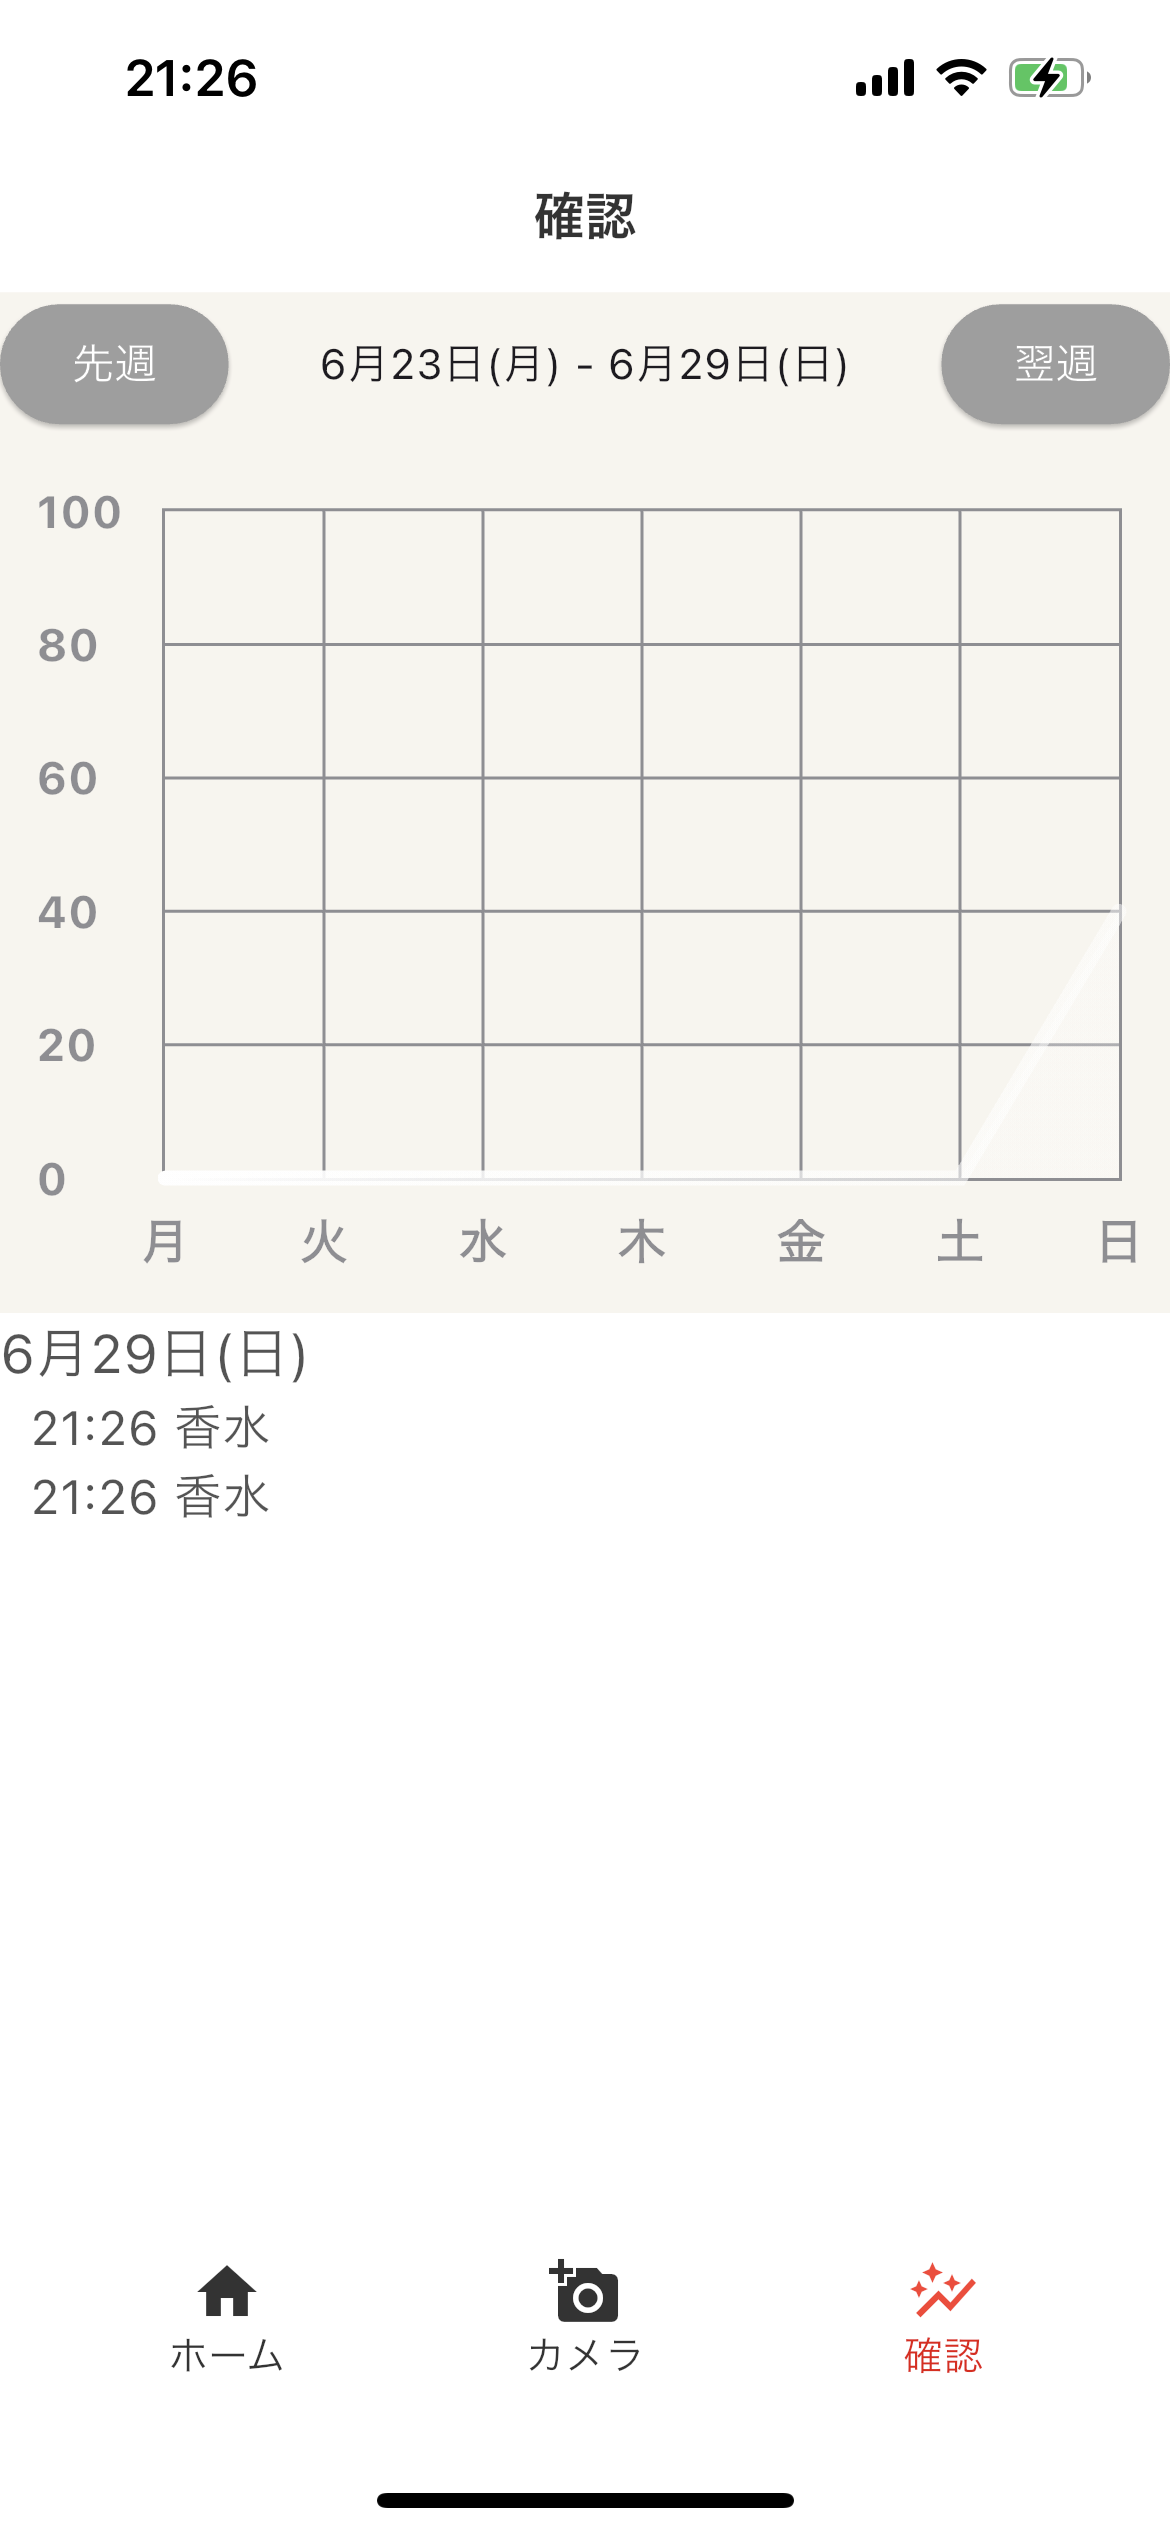 21:26
確認
先週
6月23日(月) - 6月29日(日)
翌週
100
80
60
40
20
0
月 火 水 木 金 土 日
6月29日(日)
21:26 香水
21:26 香水
ホーム
カメラ
確認